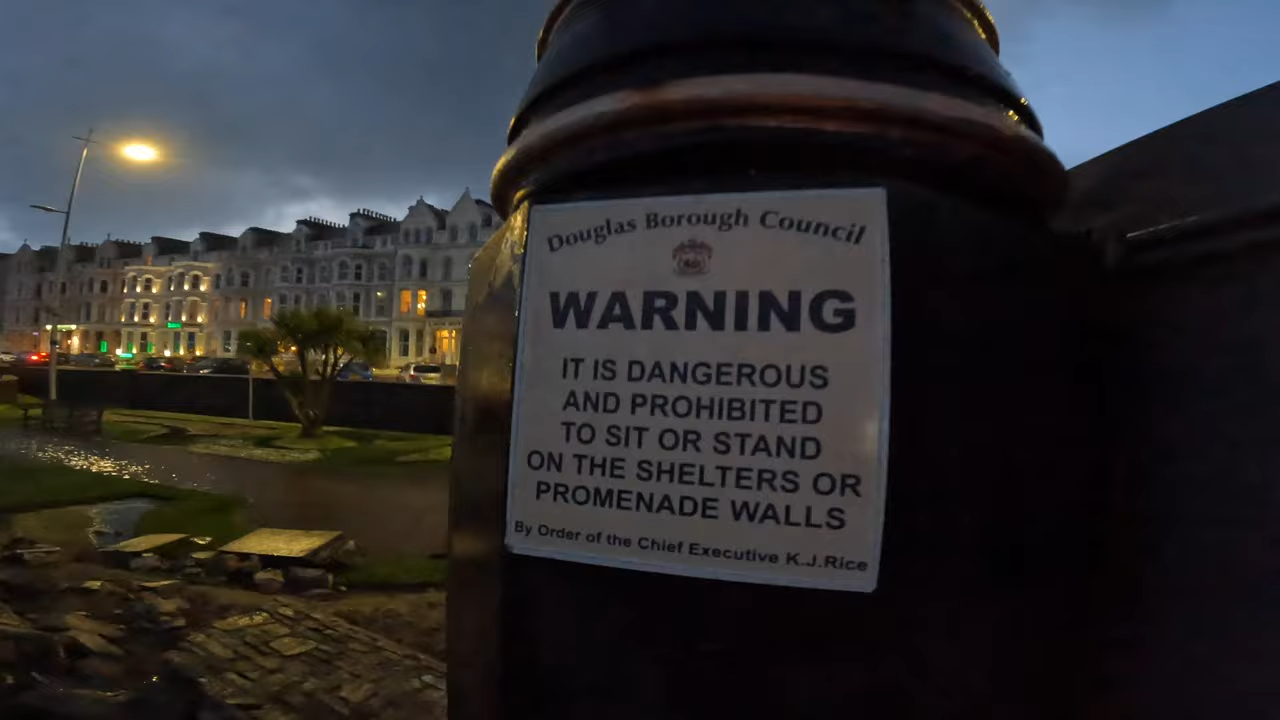 Douglas Borough Council
WARNING
IT IS DANGEROUS
AND PROHIBITED
TO SIT OR STAND
ON THE SHELTERS OR
PROMENADE WALLS
By Order of the Chief Executive K.J.Rice